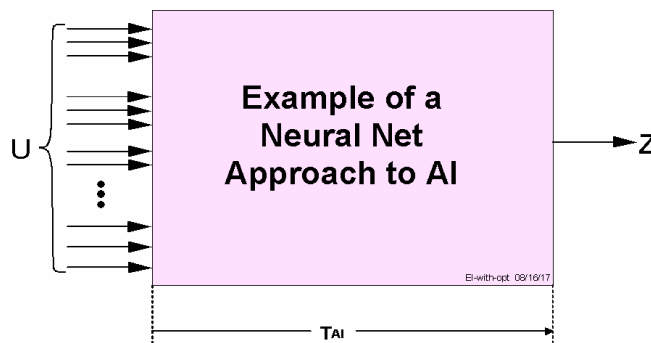 Example of a
Neural Net
Approach to AI
U
Z
EI-with-opt 08/16/17
TAI